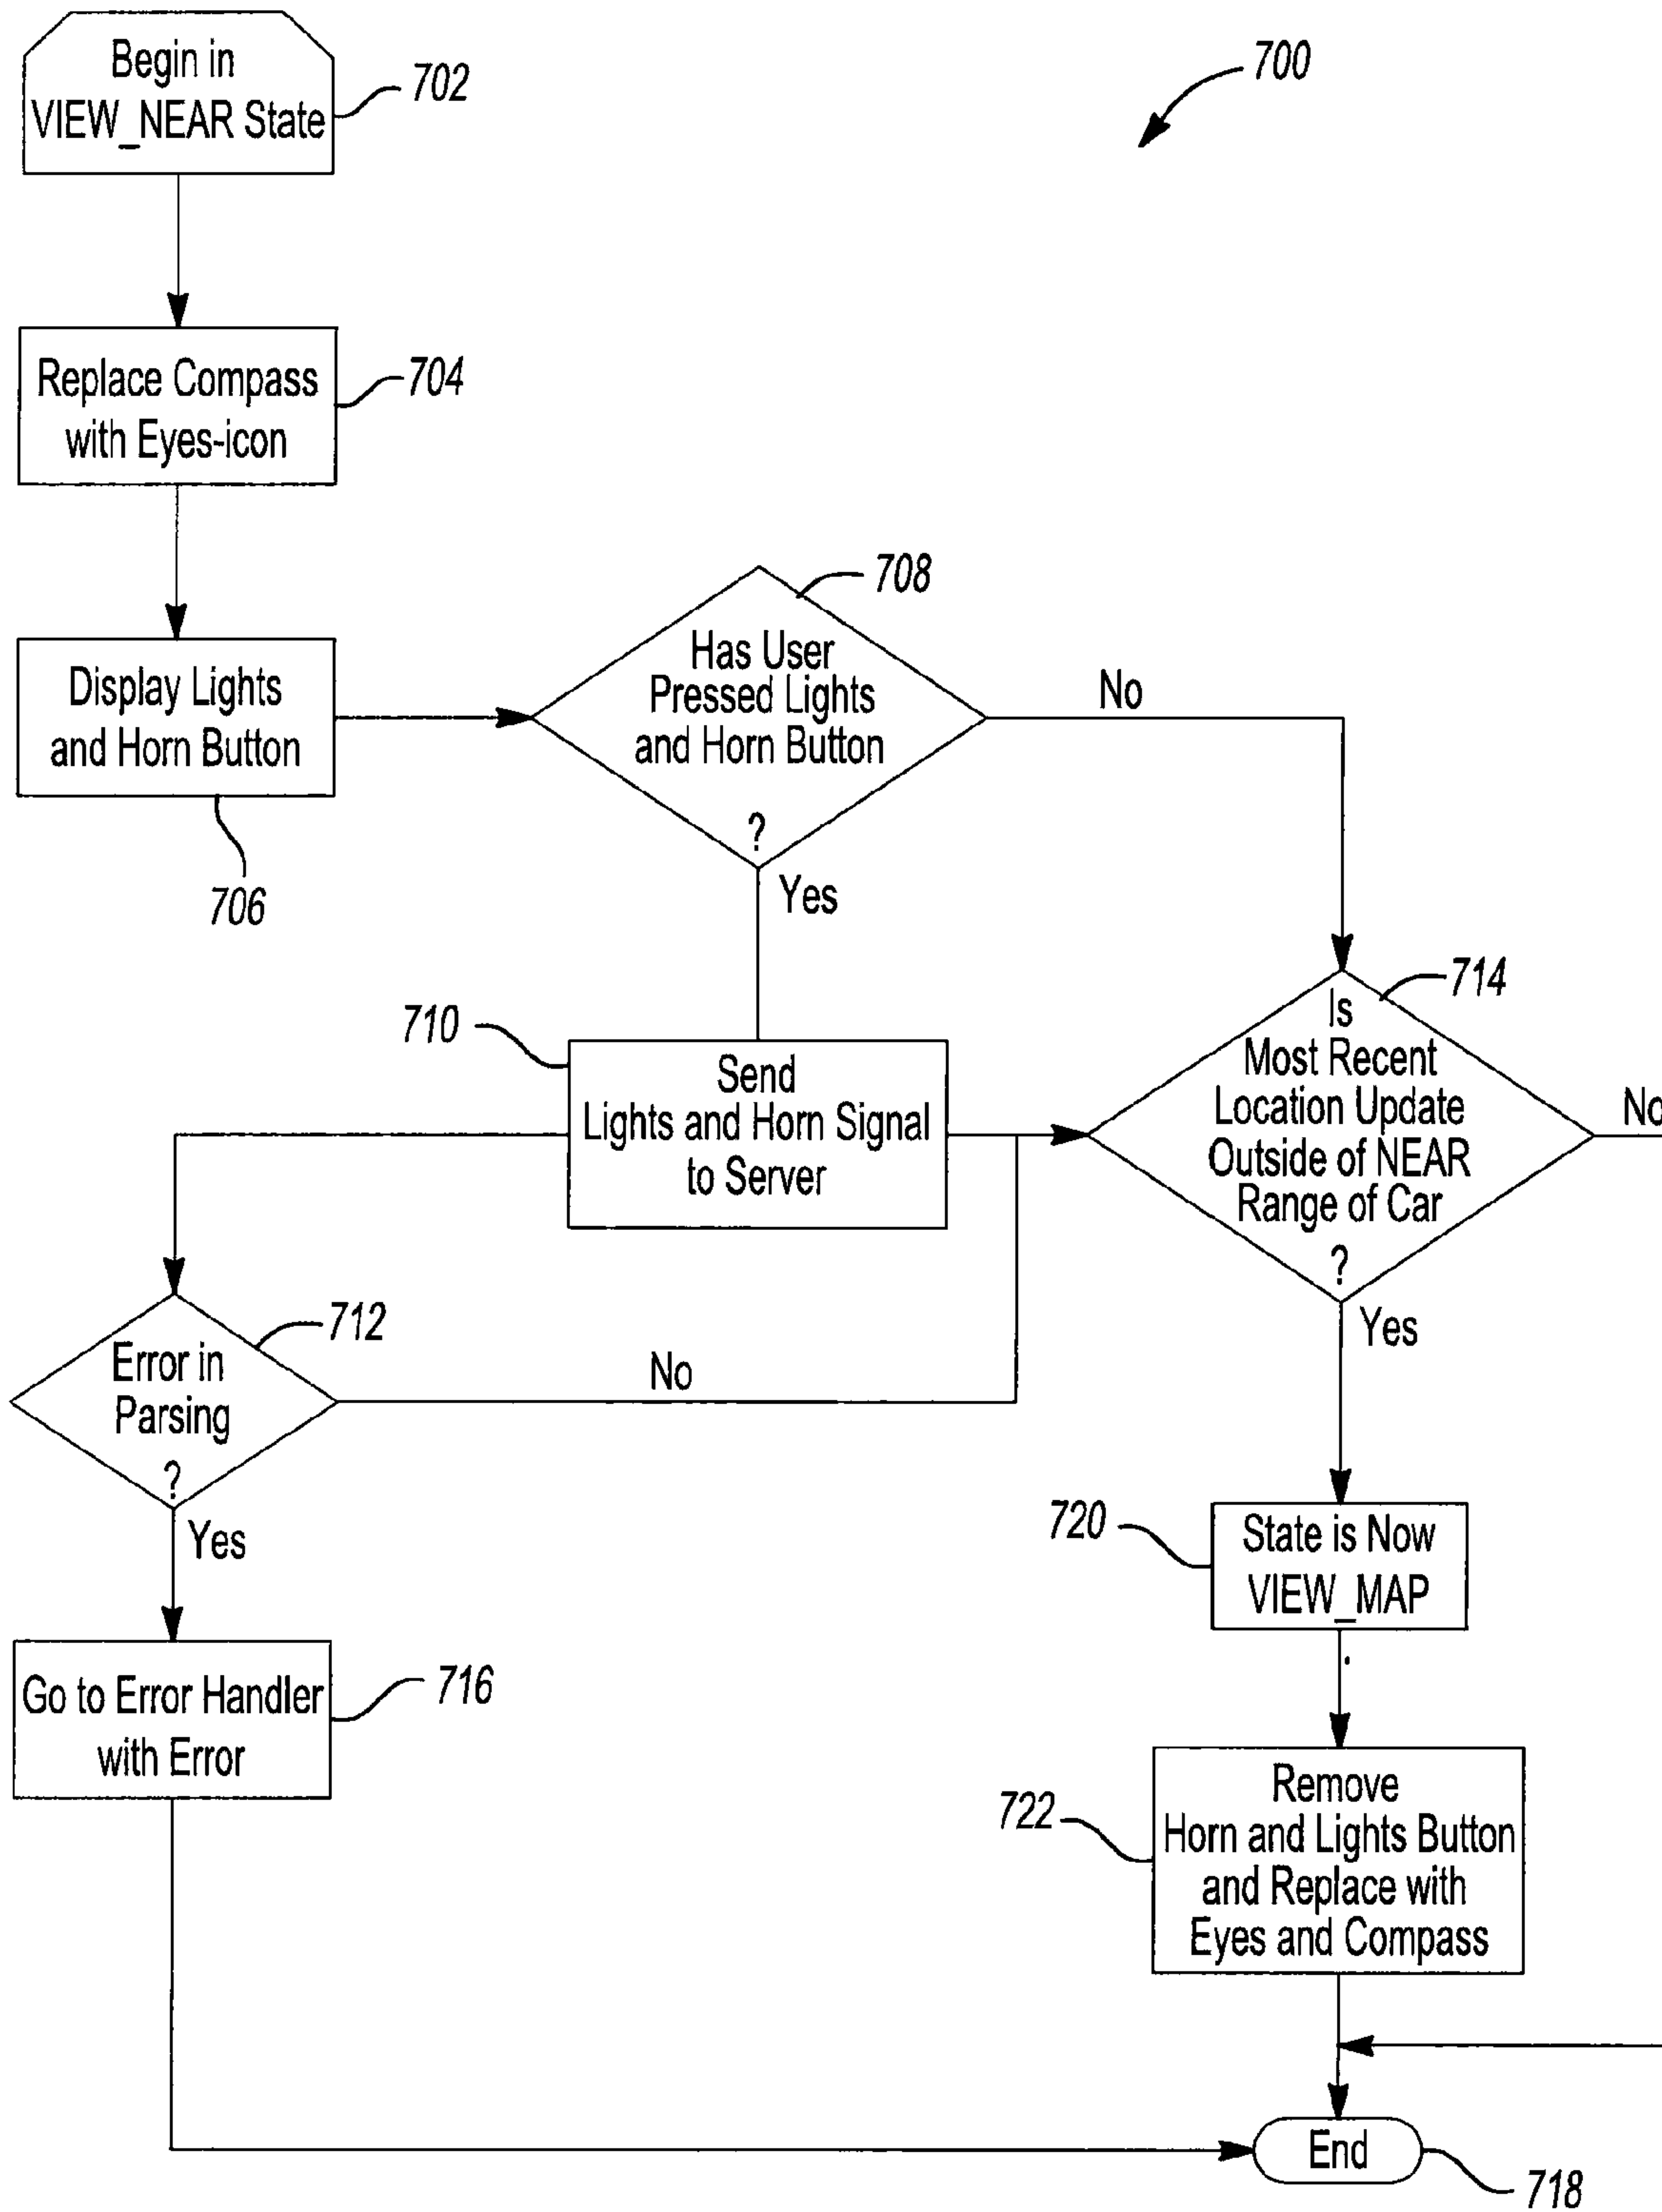 Begin in
VIEW_NEAR State
702
700
Replace Compass
with Eyes-icon
704
Display Lights
and Horn Button
706
708
Has User
Pressed Lights
and Horn Button
?
No
Yes
710
Send
Lights and Horn Signal
to Server
714
Is
Most Recent
Location Update
Outside of NEAR
Range of Car
?
No
Yes
712
Error in
Parsing
?
No
Yes
720
State is Now
VIEW_MAP
Go to Error Handler
with Error
716
722
Remove
Horn and Lights Button
and Replace with
Eyes and Compass
End
718